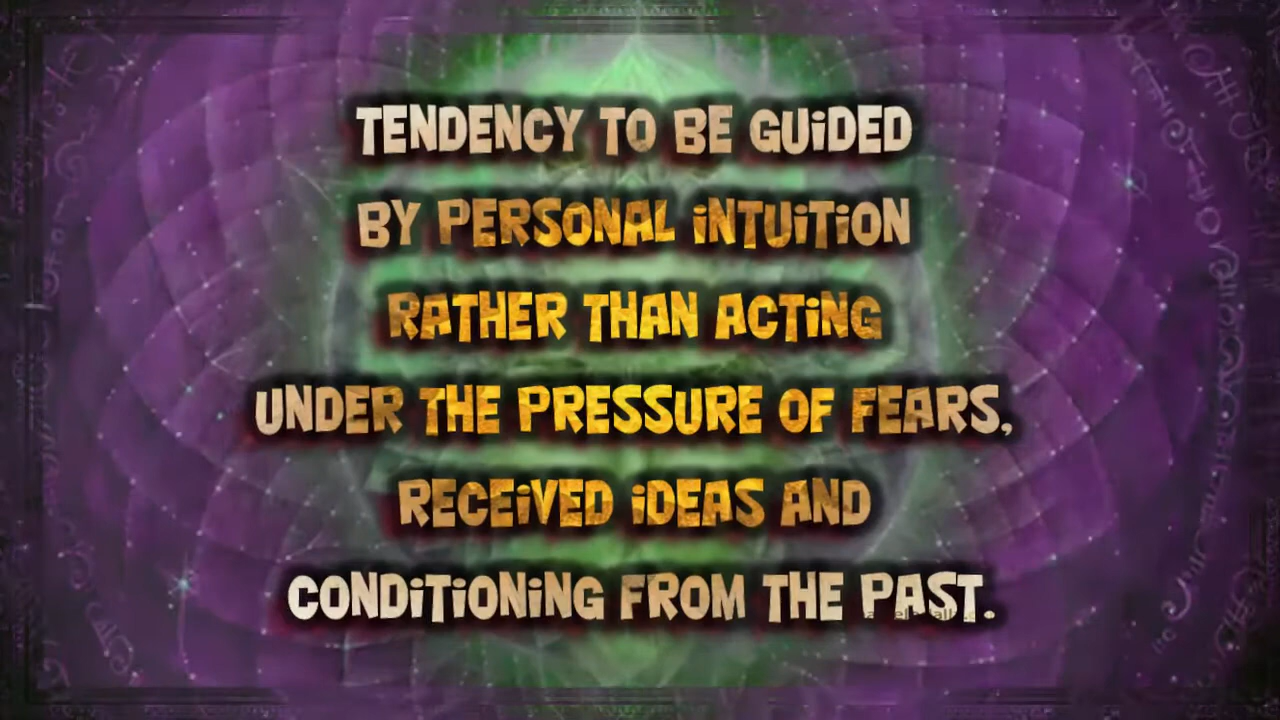 TENDENCY TO BE GUiDED
BY PERSONAL iNTUiTiON
RATHER THAN ACTiNG
UNDER THE PRESSURE OF FEARS,
RECEiVED iDEAS AND
CONDiTiONiNG FROM THE PAST.